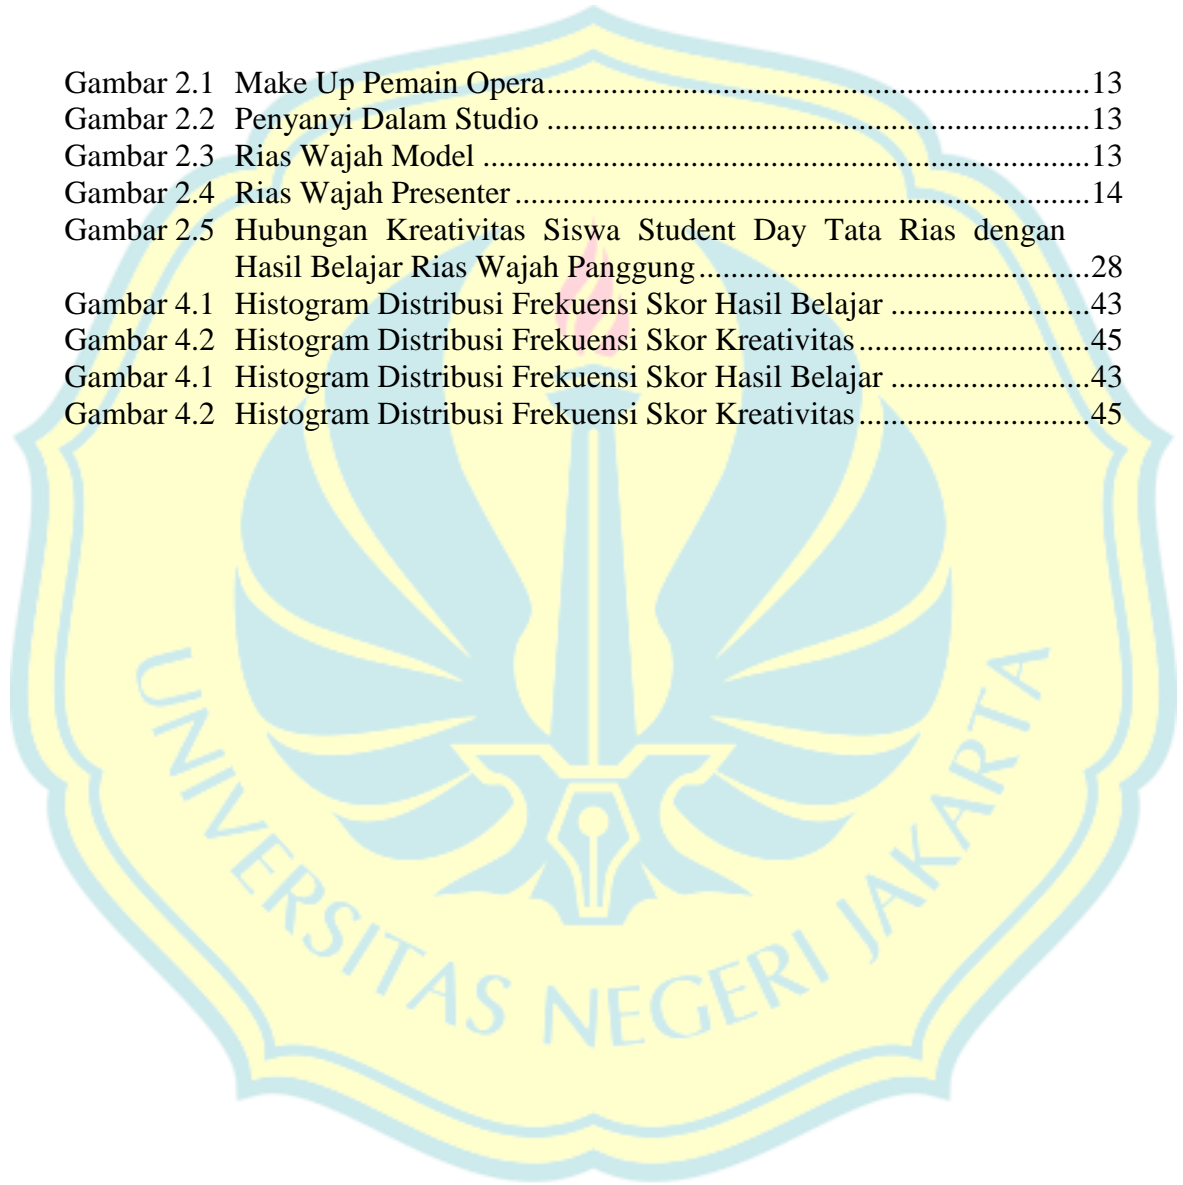 Gambar 2.1 Make Up Pemain Opera.....................................................................13
Gambar 2.2 Penyanyi Dalam Studio .....................................................................13
Gambar 2.3 Rias Wajah Model .............................................................................13
Gambar 2.4 Rias Wajah Presenter.........................................................................14
Gambar 2.5 Hubungan Kreativitas Siswa Student Day Tata Rias dengan
Hasil Belajar Rias Wajah Panggung..................................................28
Gambar 4.1 Histogram Distribusi Frekuensi Skor Hasil Belajar .........................43
Gambar 4.2 Histogram Distribusi Frekuensi Skor Kreativitas.............................45
Gambar 4.1 Histogram Distribusi Frekuensi Skor Hasil Belajar .........................43
Gambar 4.2 Histogram Distribusi Frekuensi Skor Kreativitas.............................45
UNIVERSITAS NEGERI JAKARTA